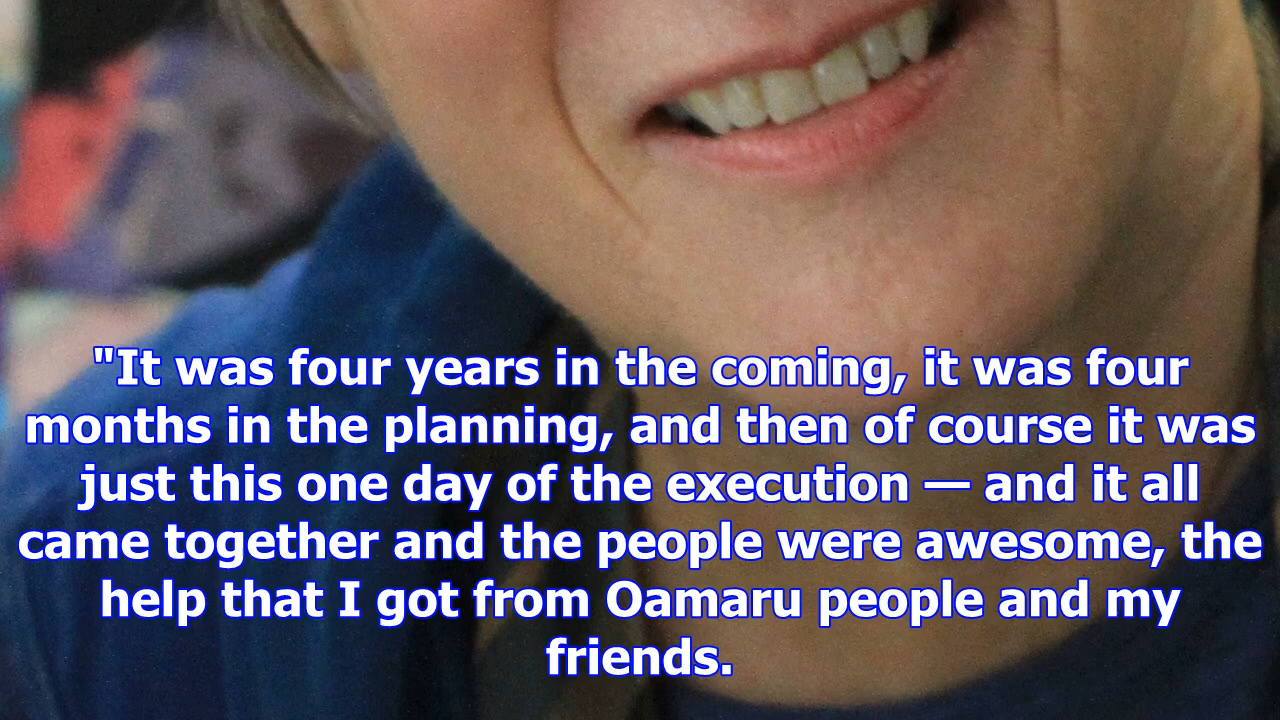 "It was four years in the coming, it was four
months in the planning, and then of course it was
just this one day of the execution — and it all
came together and the people were awesome, the
help that I got from Oamaru people and my
friends.